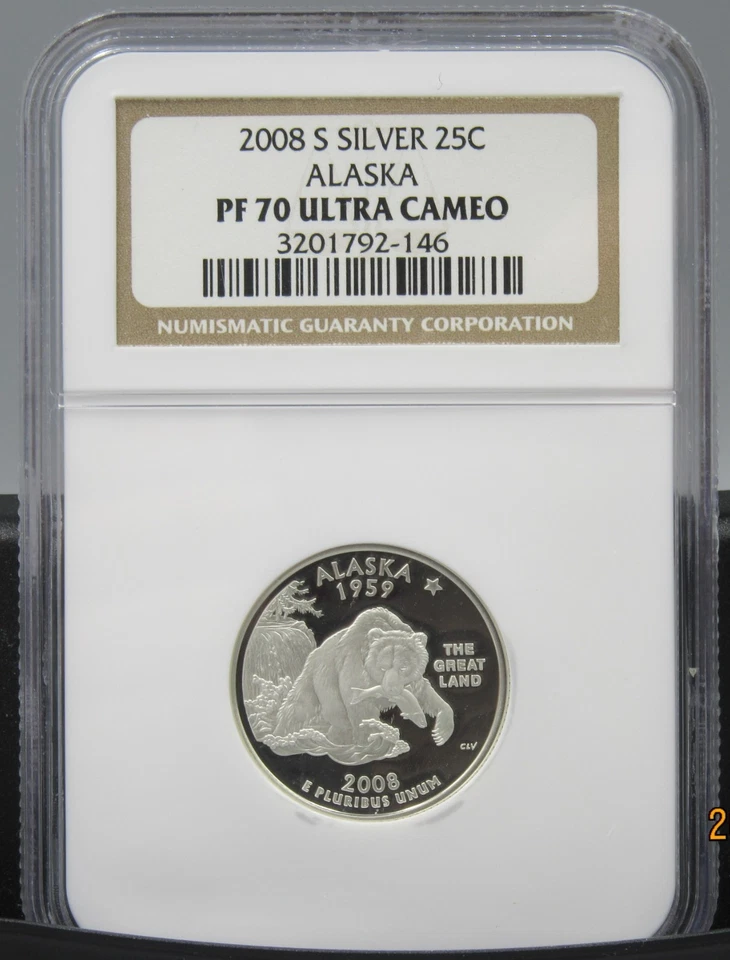 2008 S SILVER 25C
ALASKA
PF 70 ULTRA CAMEO
3201792-146
NUMISMATIC GUARANTY CORPORATION
ALASKA
1959
THE
GREAT
LAND
CLV
2008
E PLURIBUS UNUM
2